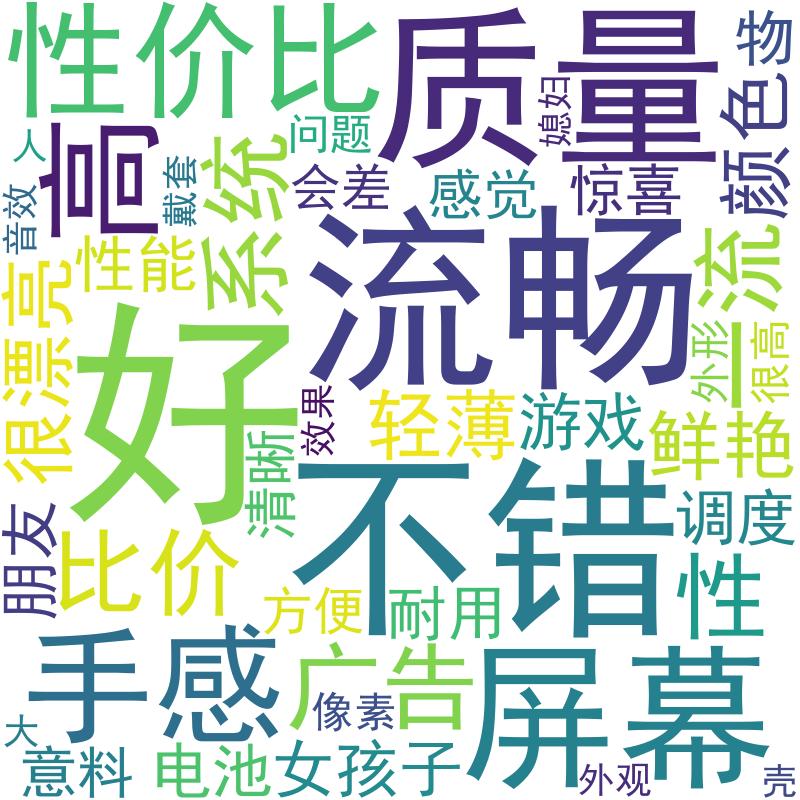 性价比
质量
物
高
人
问题
媳妇
颜色
系统
戴套
会差
感觉
惊喜
音效
性能
流畅
流一
很漂亮
好
外形
很高
效果
轻薄
游戏
鲜艳
清晰
不错
调度
朋友
比价
方便
耐用
性
手感
广告
屏幕
像素
大
意料
电池
女孩子
外观
壳